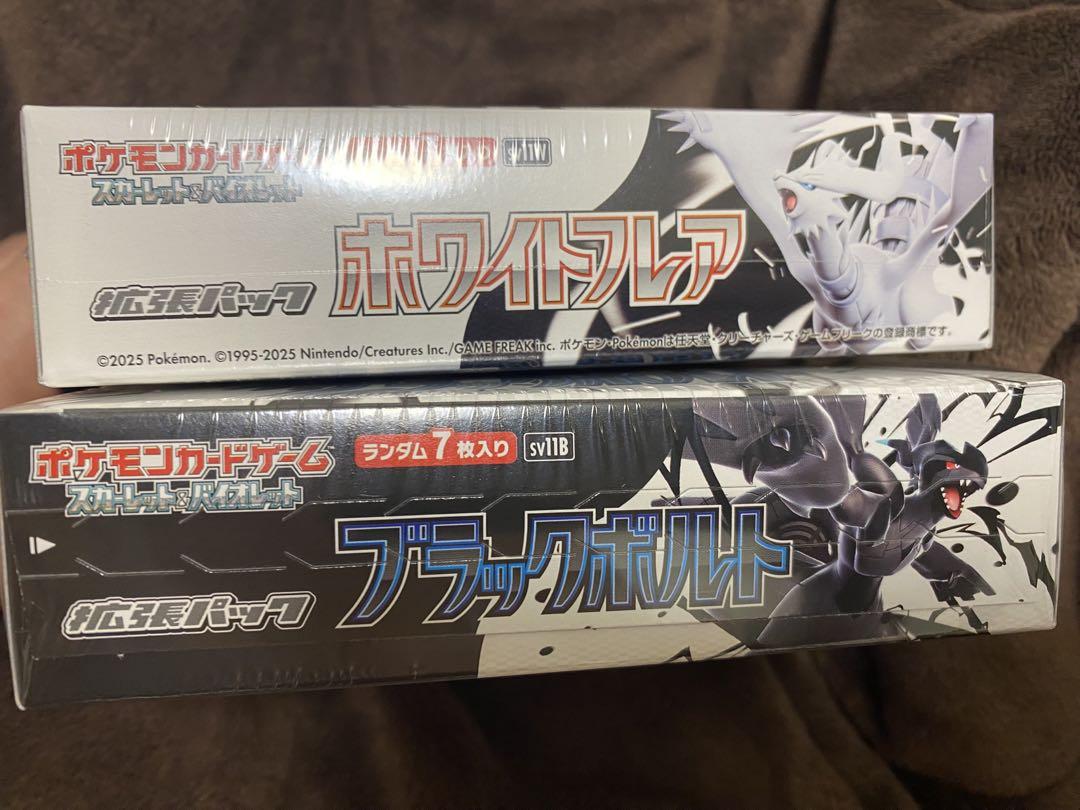 ポケモンカードゲーム
スカーレット&バイオレット
sv11W
ホワイトフレア
拡張パック
©2025 Pokémon. ©1995-2025 Nintendo/Creatures Inc./GAME FREAK inc. ポケモン・Pokémonは任天堂・クリーチャーズ・ゲームフリークの登録商標です。
ポケモンカードゲーム
スカーレット&バイオレット
ランダム7枚入り
sv11B
ブラックボルト
拡張パック